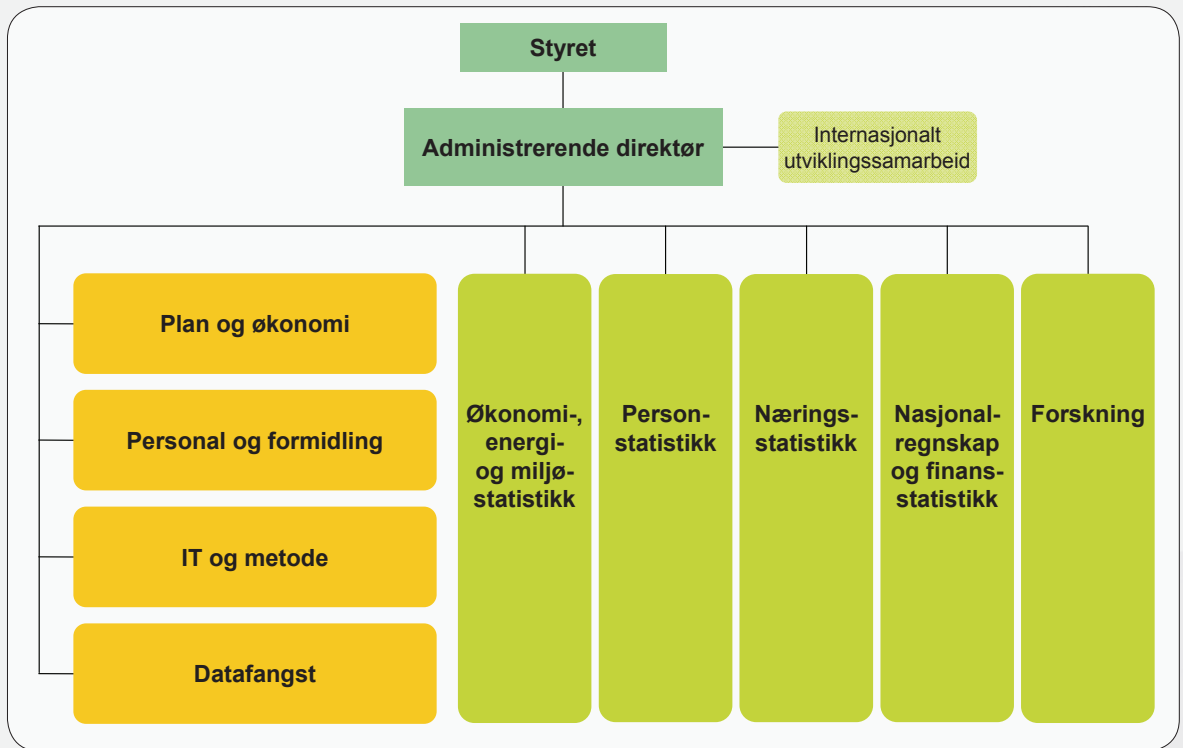 Styret
Administrerende direktør
Internasjonalt
utviklingssamarbeid
Plan og økonomi
Personal og formidling
IT og metode
Datafangst
Økonomi-,
energi-
og miljø-
statistikk
Person-
statistikk
Nærings-
statistikk
Nasjonal-
regnskap
og finans-
statistikk
Forskning